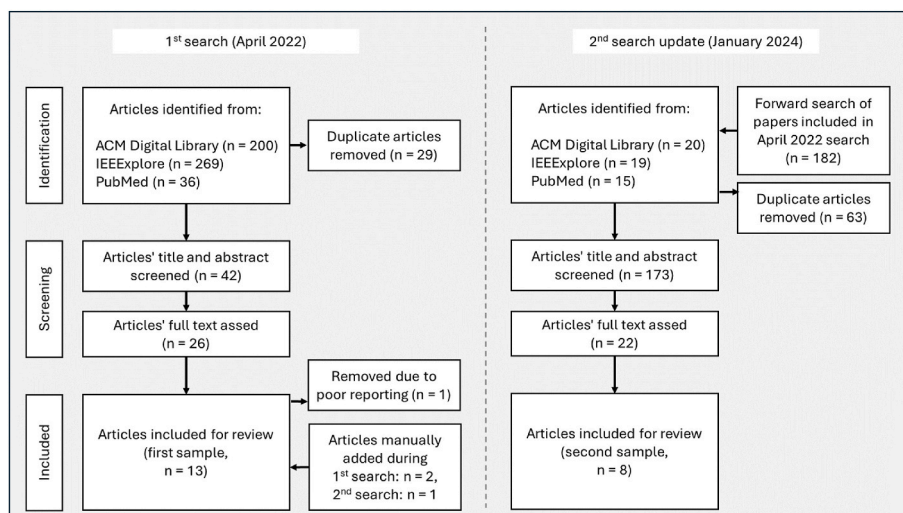 1st search (April 2022)
2nd search update (January 2024)
Identification
Articles identified from:
ACM Digital Library (n = 200)
IEEExplore (n = 269)
PubMed (n = 36)
Duplicate articles
removed (n = 29)
Articles identified from:
ACM Digital Library (n = 20)
IEEExplore (n = 19)
PubMed (n = 15)
Forward search of
papers included in
April 2022 search
(n = 182)
Duplicate articles
removed (n = 63)
Screening
Articles' title and abstract
screened (n = 42)
Articles' full text assed
(n = 26)
Articles' title and abstract
screened (n = 173)
Articles' full text assed
(n = 22)
Included
Articles included for review
(first sample,
n = 13)
Removed due to
poor reporting (n = 1)
Articles manually
added during
1st search: n = 2,
2nd search: n = 1
Articles included for review
(second sample,
n = 8)